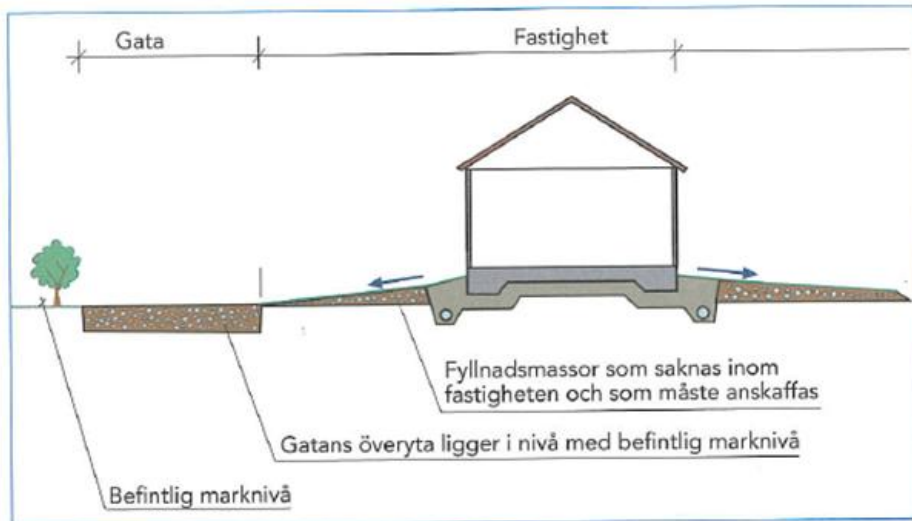 Gata
Fastighet
Fyllnadsmassor som saknas inom
fastigheten och som måste anskaffas
Gatans överyta ligger i nivå med befintlig marknivå
Befintlig marknivå